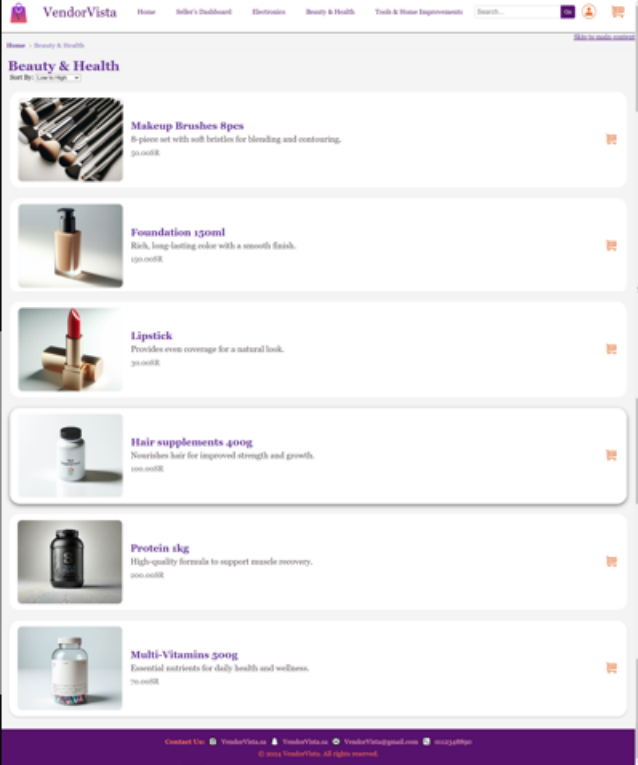 VendorVista
Home
Seller's Dashboard
Electronics
Beauty & Health
Tools & Home Improvements
Search...
Go
Skip to main content
Home > Beauty & Health
Beauty & Health
Sort By: Low to High
Makeup Brushes 8pcs
8-piece set with soft bristles for blending and contouring.
50.00SR
Foundation 150ml
Rich, long-lasting color with a smooth finish.
150.00SR
Lipstick
Provides even coverage for a natural look.
30.00SR
Hair supplements 400g
Nourishes hair for improved strength and growth.
100.00SR
Protein 1kg
High-quality formula to support muscle recovery.
200.00SR
Multi-Vitamins 500g
Essential nutrients for daily health and wellness.
70.00SR
Contact Us: VendorVista.sa VendorVista.sa VendorVista@gmail.com
© 2024 VendorVista. All rights reserved.